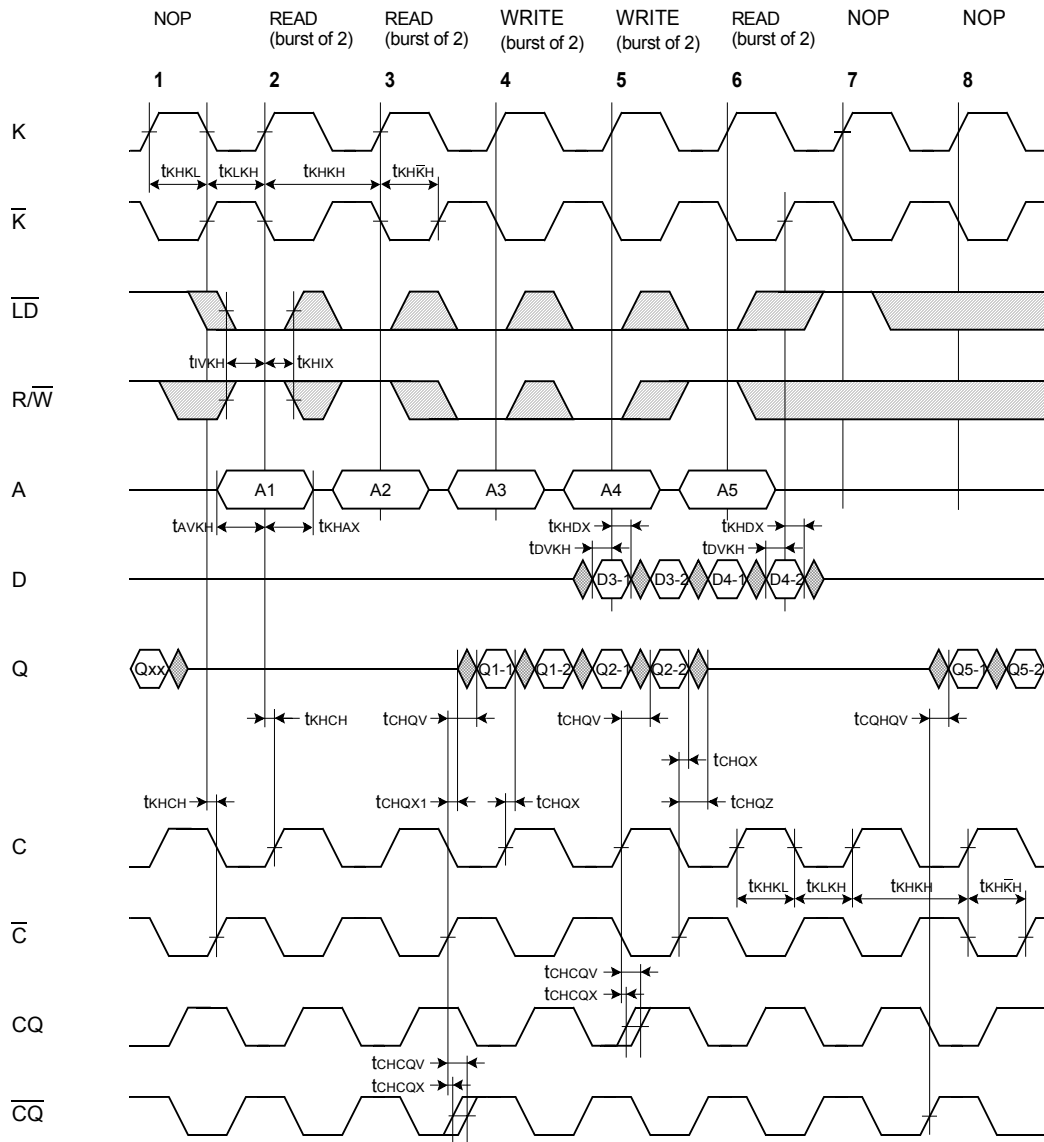 NOP READ READ WRITE WRITE READ NOP NOP
(burst of 2) (burst of 2) (burst of 2) (burst of 2) (burst of 2)
1 2 3 4 5 6 7 8
K
tKHKL tKLKH tKHKH tKHK̅H
K̅
L̅D̅
tIVKH tKHIX
R/W̅
A A1 A2 A3 A4 A5
tAVKH tKHAX tKHDX tKHDX
tDVKH tDVKH
D D3-1 D3-2 D4-1 D4-2
Q Qxx Q1-1 Q1-2 Q2-1 Q2-2 Q5-1 Q5-2
tKHCH tCHQV tCHQV tCQHQV
tCHQX
tKHCH tCHQX1 tCHQX tCHQZ
C
tKHKL tKLKH tKHKH tKHK̅H
C̅
tCHCQV
tCHCQX
CQ
tCHCQV
tCHCQX
C̅Q̅